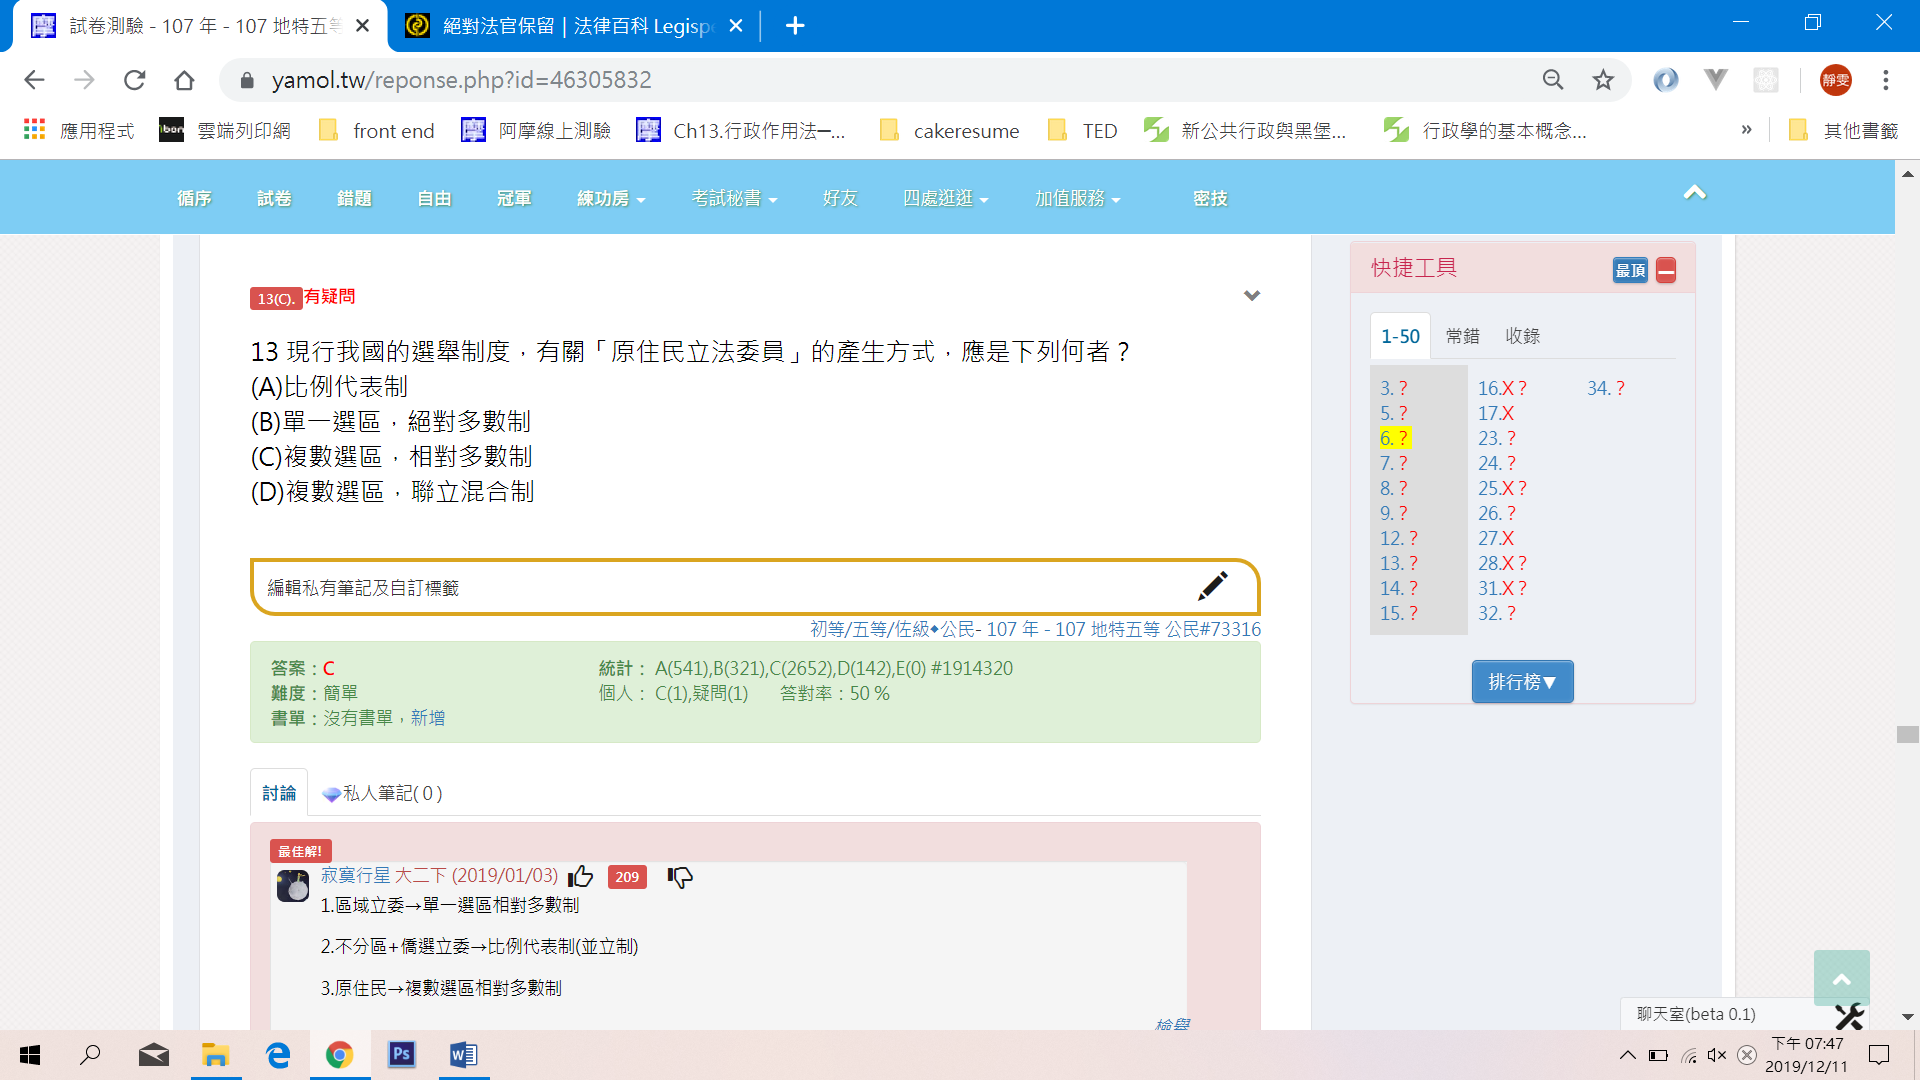 試卷測驗 - 107 年 - 107 地特五等
絕對法官保留｜法律百科 Legisp
yamol.tw/reponse.php?id=46305832
靜雯
應用程式
ibon
雲端列印網
front end
摩
阿摩線上測驗
摩
Ch13.行政作用法─...
cakeresume
TED
新公共行政與黑堡...
行政學的基本概念...
»
其他書籤
循序
試卷
錯題
自由
冠軍
練功房
考試秘書
好友
四處逛逛
加值服務
密技
13(C). 有疑問
13 現行我國的選舉制度，有關「原住民立法委員」的產生方式，應是下列何者？
(A)比例代表制
(B)單一選區，絕對多數制
(C)複數選區，相對多數制
(D)複數選區，聯立混合制
編輯私有筆記及自訂標籤
初等/五等/佐級◆公民- 107 年 - 107 地特五等 公民#73316
答案：C
難度：簡單
書單：沒有書單，新增
統計： A(541),B(321),C(2652),D(142),E(0) #1914320
個人： C(1),疑問(1) 答對率：50 %
討論
私人筆記( 0 )
最佳解!
寂寞行星 大二下 (2019/01/03) 209
1.區域立委→單一選區相對多數制
2.不分區+僑選立委→比例代表制(並立制)
3.原住民→複數選區相對多數制
檢舉
快捷工具
最頂
1-50
常錯
收錄
3. ?
5. ?
6. ?
7. ?
8. ?
9. ?
12. ?
13. ?
14. ?
15. ?
16.X ?
17.X
23. ?
24. ?
25.X ?
26. ?
27.X
28.X ?
31.X ?
32. ?
34. ?
排行榜▼
聊天室(beta 0.1)
Ps
下午 07:47
2019/12/11